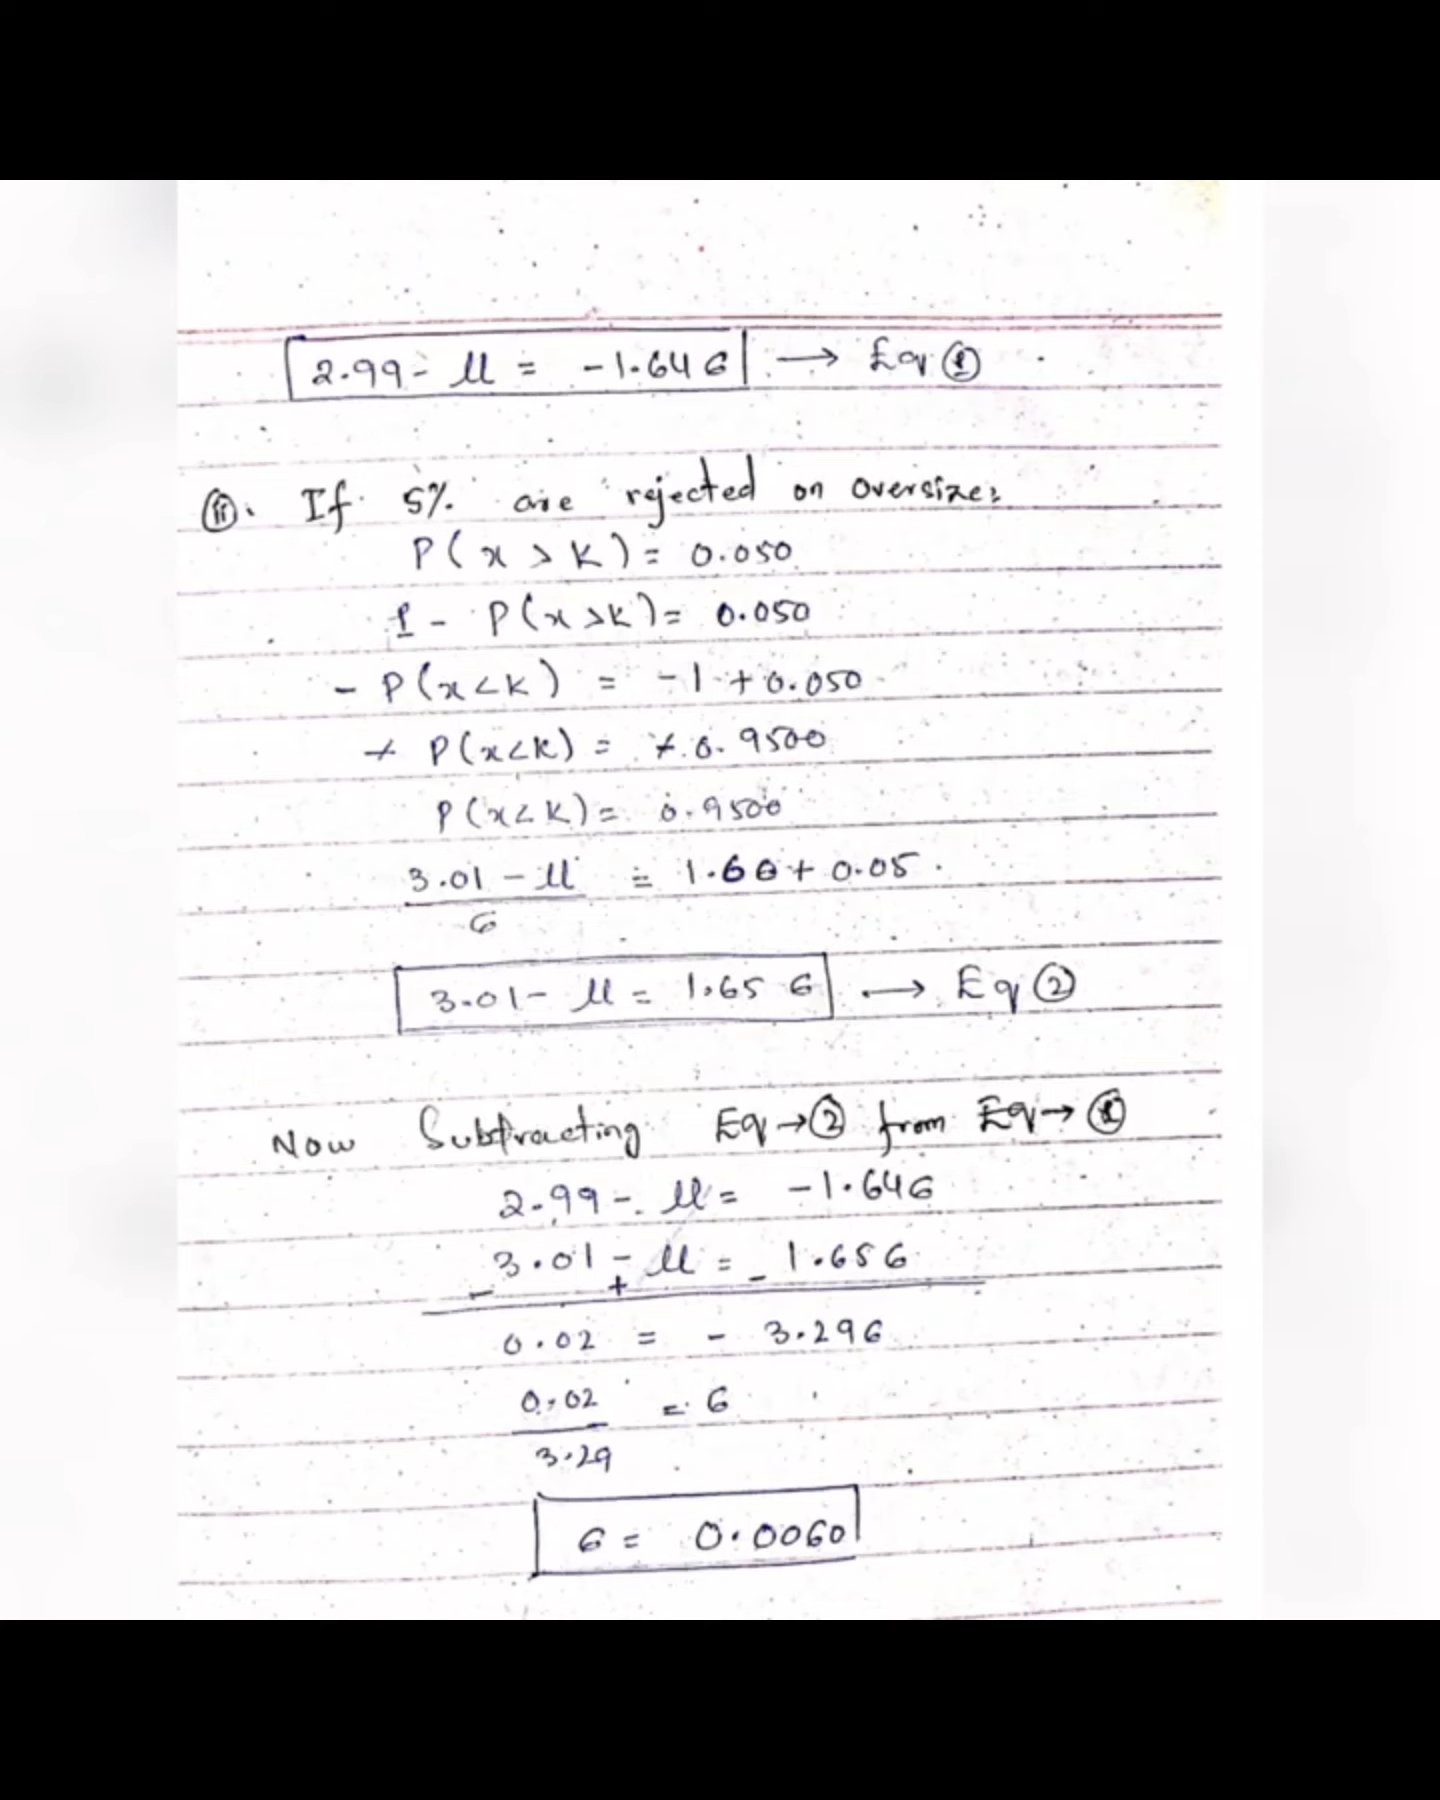 2.99 - μ = -1.64σ → Eq ①
ⓘⓘ. If 5% are rejected on oversize:
P(x > k) = 0.050
1 - P(x > k) = 0.050
- P(x < k) = -1 + 0.050
+ P(x < k) = + 0.9500
P(x < k) = 0.9500
3.01 - μ = 1.60 + 0.05.
σ
3.01 - μ = 1.65 σ → Eq ②
Now Subtracting Eq → ② from Eq → ①
2.99 - μ = -1.64σ
3.01 - μ = 1.65σ
- + -
0.02 = - 3.29σ
0.02 = σ
3.29
σ = 0.0060